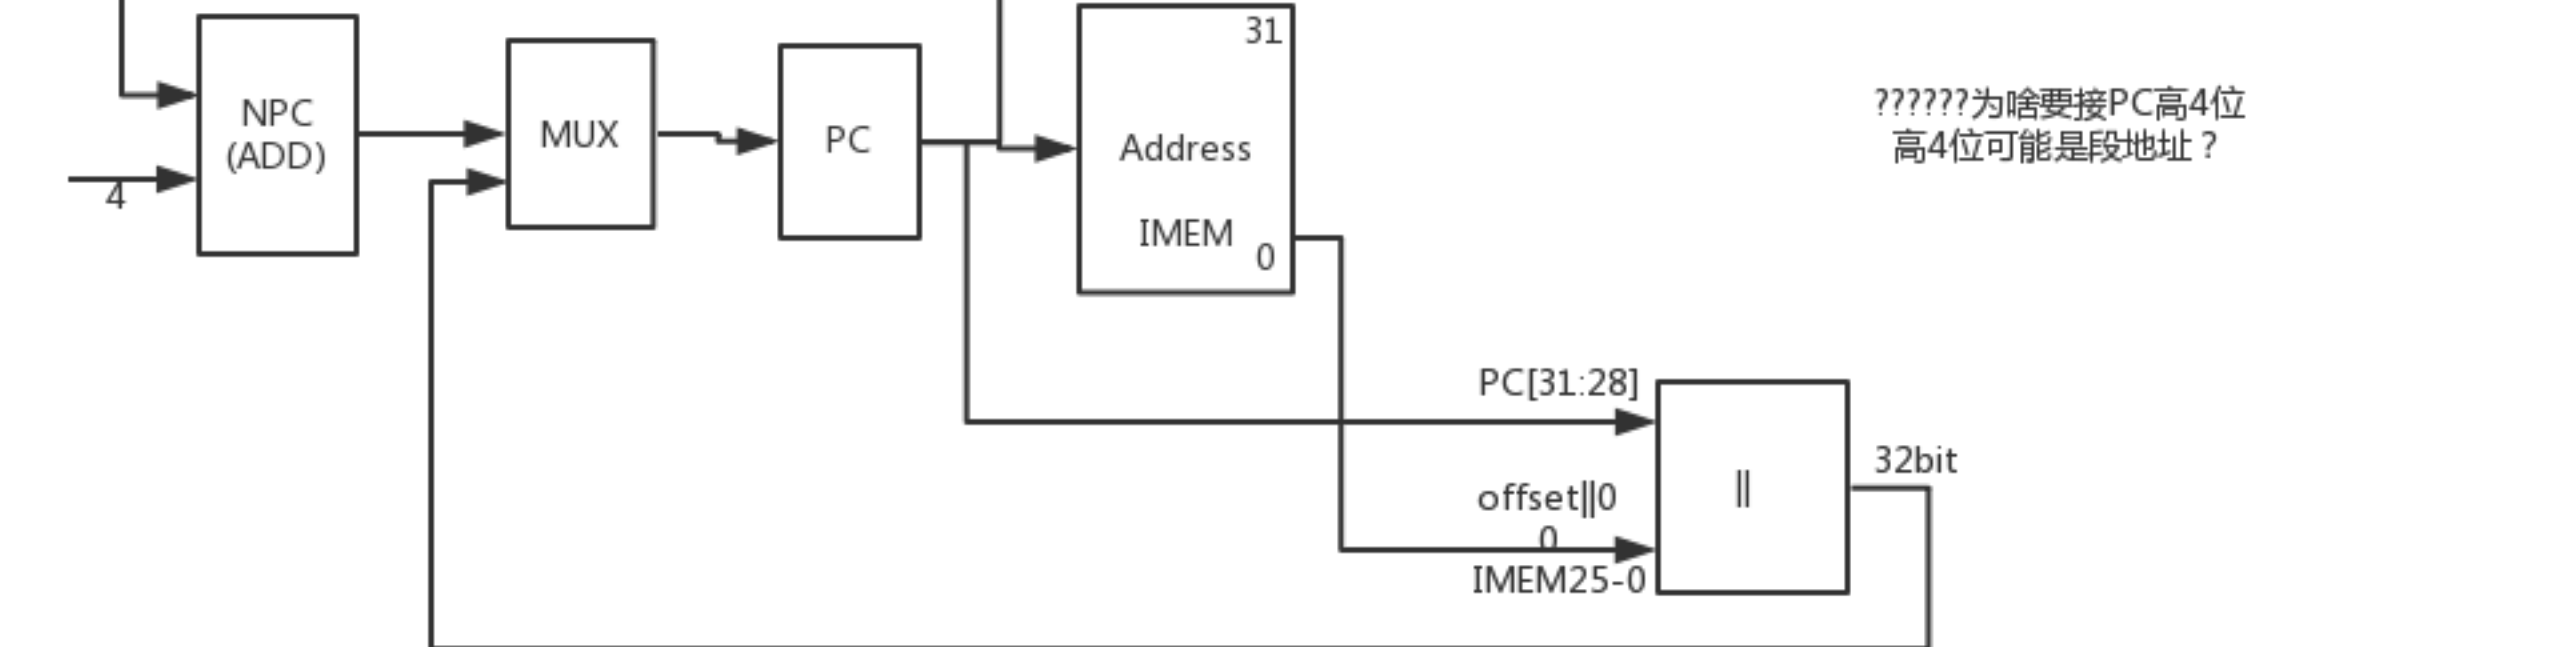 31
??????为啥要接PC高4位
高4位可能是段地址？
NPC
(ADD)
MUX
PC
Address
4
IMEM
0
PC[31:28]
32bit
||
offset||0
0
IMEM25-0